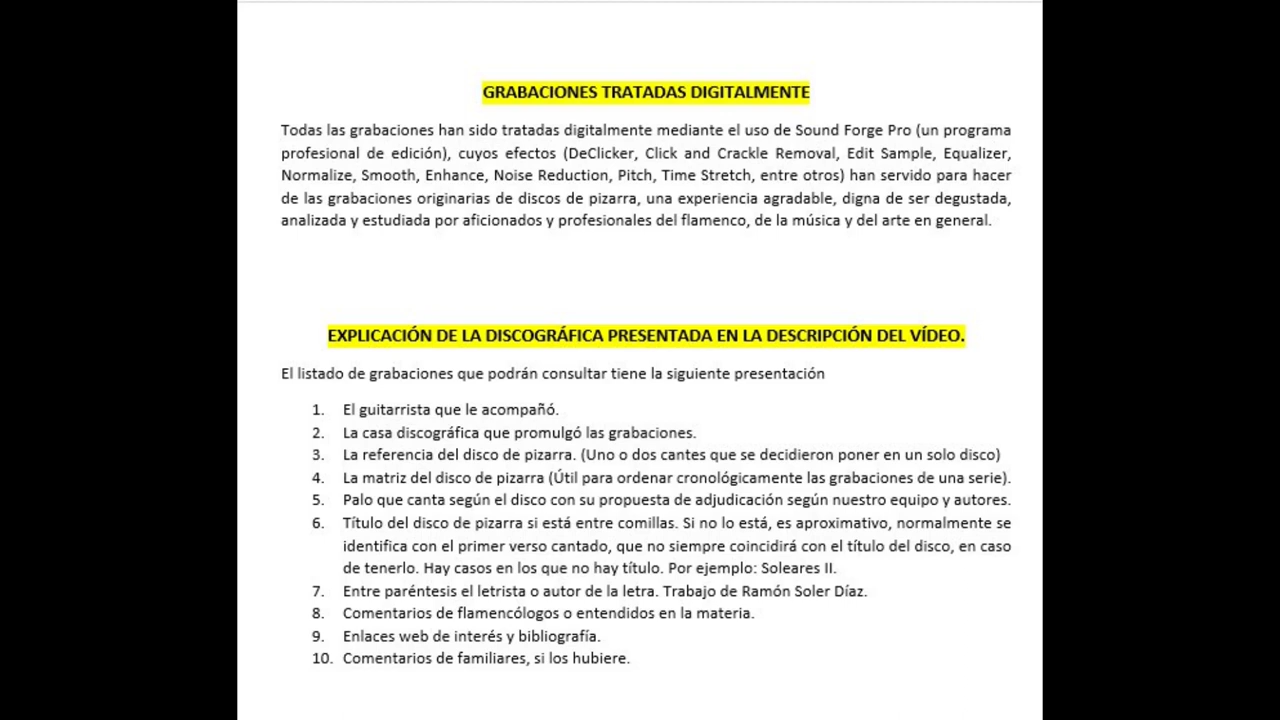 GRABACIONES TRATADAS DIGITALMENTE
Todas las grabaciones han sido tratadas digitalmente mediante el uso de Sound Forge Pro (un programa
profesional de edición), cuyos efectos (DeClicker, Click and Crackle Removal, Edit Sample, Equalizer,
Normalize, Smooth, Enhance, Noise Reduction, Pitch, Time Stretch, entre otros) han servido para hacer
de las grabaciones originarias de discos de pizarra, una experiencia agradable, digna de ser degustada,
analizada y estudiada por aficionados y profesionales del flamenco, de la música y del arte en general.
EXPLICACIÓN DE LA DISCOGRÁFICA PRESENTADA EN LA DESCRIPCIÓN DEL VÍDEO.
El listado de grabaciones que podrán consultar tiene la siguiente presentación
1. El guitarrista que le acompañó.
2. La casa discográfica que promulgó las grabaciones.
3. La referencia del disco de pizarra. (Uno o dos cantes que se decidieron poner en un solo disco)
4. La matriz del disco de pizarra (Útil para ordenar cronológicamente las grabaciones de una serie).
5. Palo que canta según el disco con su propuesta de adjudicación según nuestro equipo y autores.
6. Título del disco de pizarra si está entre comillas. Si no lo está, es aproximativo, normalmente se
identifica con el primer verso cantado, que no siempre coincidirá con el título del disco, en caso
de tenerlo. Hay casos en los que no hay título. Por ejemplo: Soleares II.
7. Entre paréntesis el letrista o autor de la letra. Trabajo de Ramón Soler Díaz.
8. Comentarios de flamencólogos o entendidos en la materia.
9. Enlaces web de interés y bibliografía.
10. Comentarios de familiares, si los hubiere.